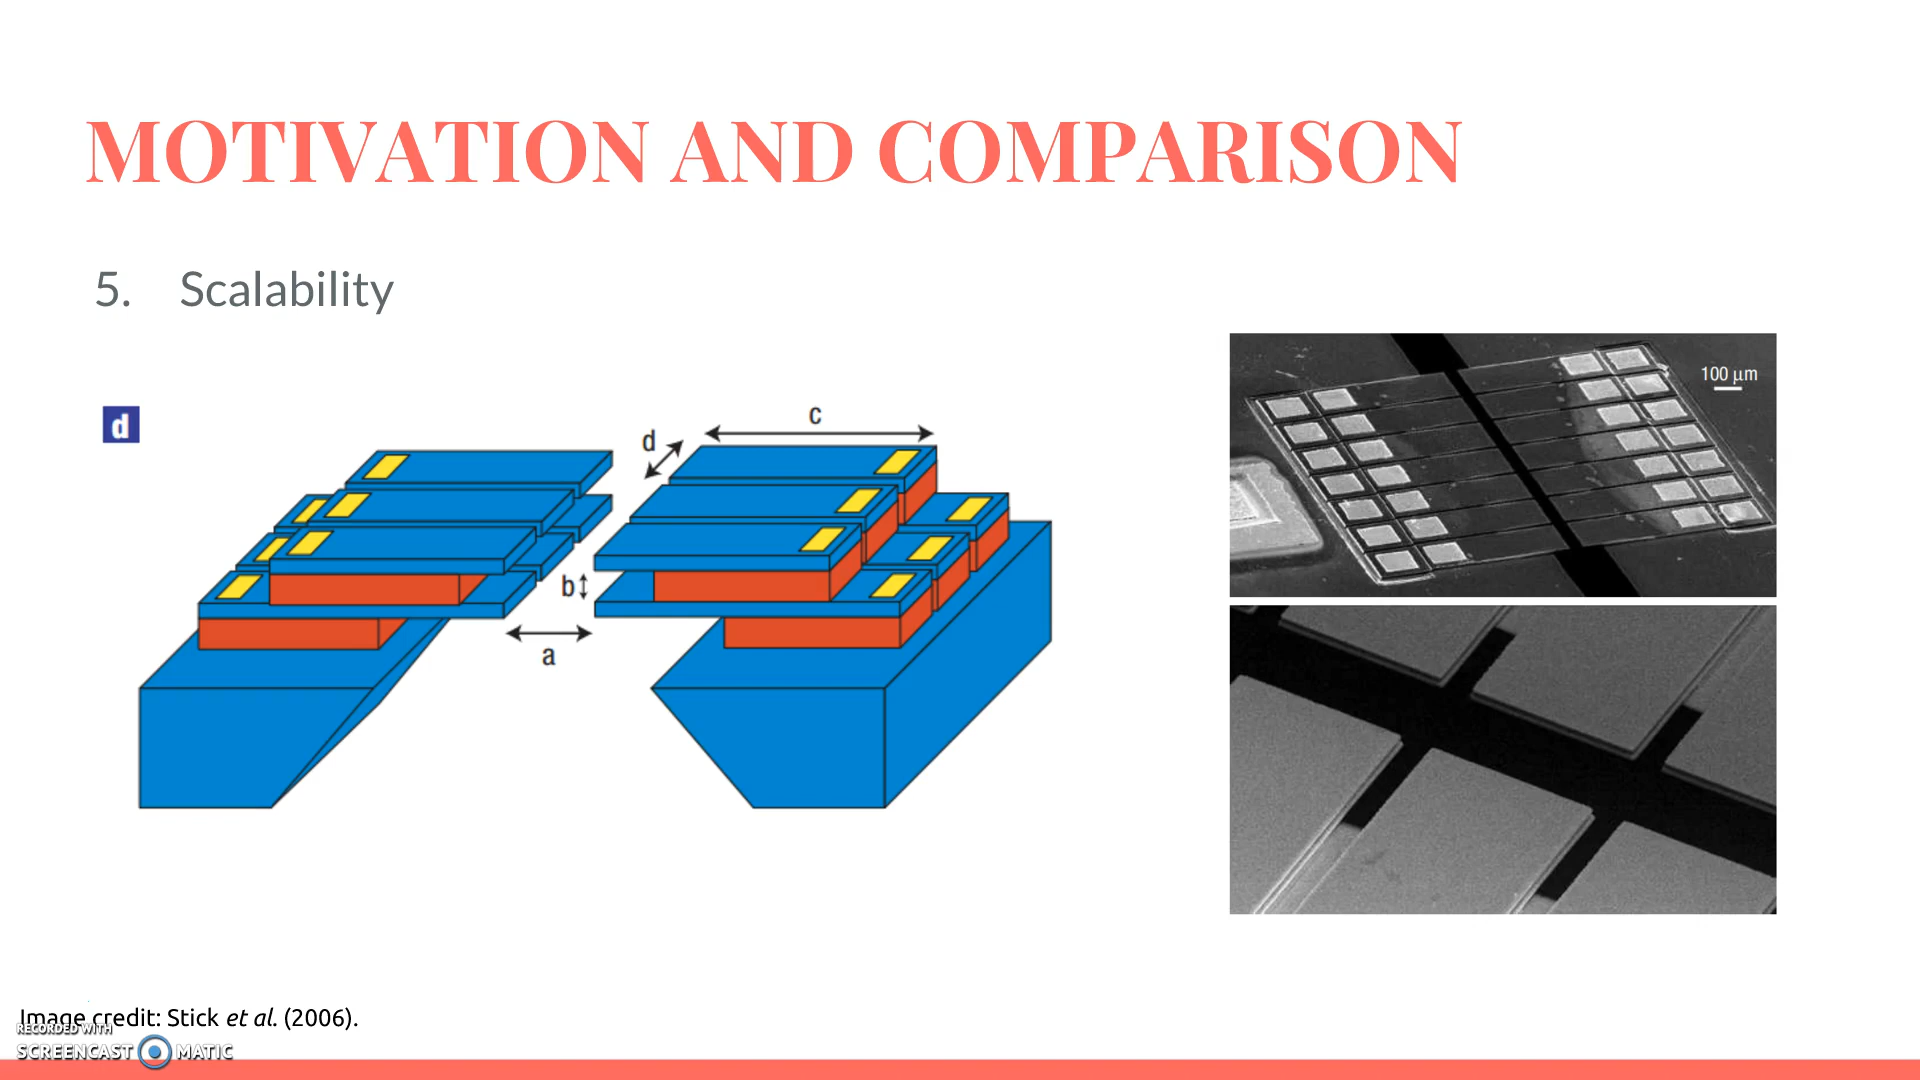 MOTIVATION AND COMPARISON
5. Scalability
d
c
d
b
a
100 μm
Image credit: Stick et al. (2006).
RECORDED WITH
SCREENCAST MATIC